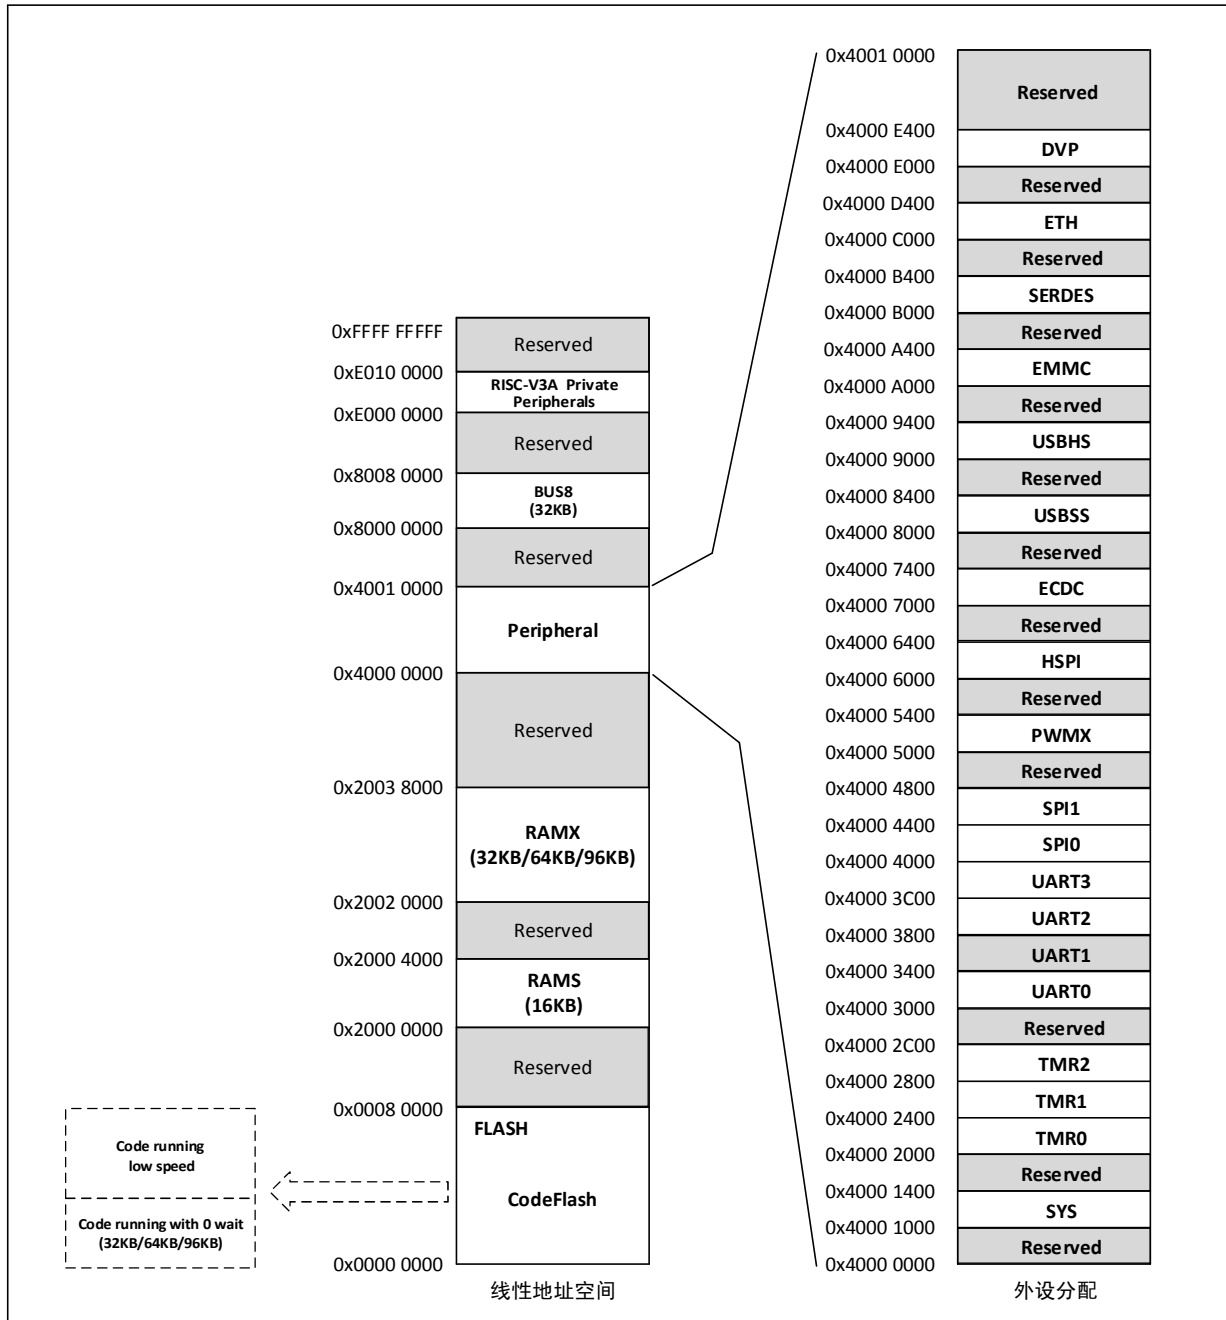 0xFFFF FFFFF
Reserved
0xE010 0000
RISC-V3A Private
Peripherals
0xE000 0000
Reserved
0x8008 0000
BUS8
(32KB)
0x8000 0000
Reserved
0x4001 0000
Peripheral
0x4000 0000
Reserved
0x2003 8000
RAMX
(32KB/64KB/96KB)
0x2002 0000
Reserved
0x2000 4000
RAMS
(16KB)
0x2000 0000
Reserved
0x0008 0000
FLASH
CodeFlash
0x0000 0000
Code running
low speed
Code running with 0 wait
(32KB/64KB/96KB)
线性地址空间
0x4001 0000
Reserved
0x4000 E400
DVP
0x4000 E000
Reserved
0x4000 D400
ETH
0x4000 C000
Reserved
0x4000 B400
SERDES
0x4000 B000
Reserved
0x4000 A400
EMMC
0x4000 A000
Reserved
0x4000 9400
USBHS
0x4000 9000
Reserved
0x4000 8400
USBSS
0x4000 8000
Reserved
0x4000 7400
ECDC
0x4000 7000
Reserved
0x4000 6400
HSPI
0x4000 6000
Reserved
0x4000 5400
PWMX
0x4000 5000
Reserved
0x4000 4800
SPI1
0x4000 4400
SPI0
0x4000 4000
UART3
0x4000 3C00
UART2
0x4000 3800
UART1
0x4000 3400
UART0
0x4000 3000
Reserved
0x4000 2C00
TMR2
0x4000 2800
TMR1
0x4000 2400
TMR0
0x4000 2000
Reserved
0x4000 1400
SYS
0x4000 1000
Reserved
0x4000 0000
外设分配